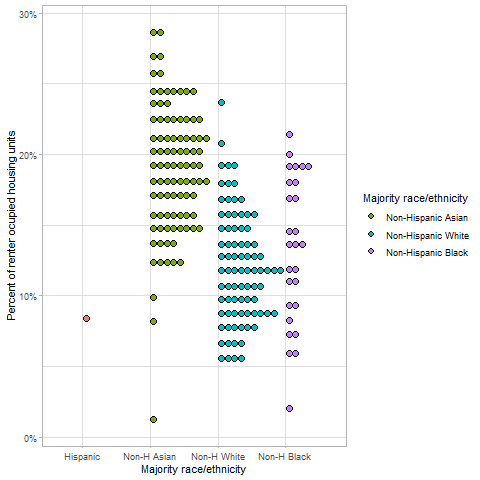 30%
20%
10%
0%
Percent of renter ocupied housing units
Hispanic
Non-H Asian
Non-H White
Non-H Black
Majority race/ethnicity
Majority race/ethnicity
Non-Hispanic Asian
Non-Hispanic White
Non-Hispanic Black